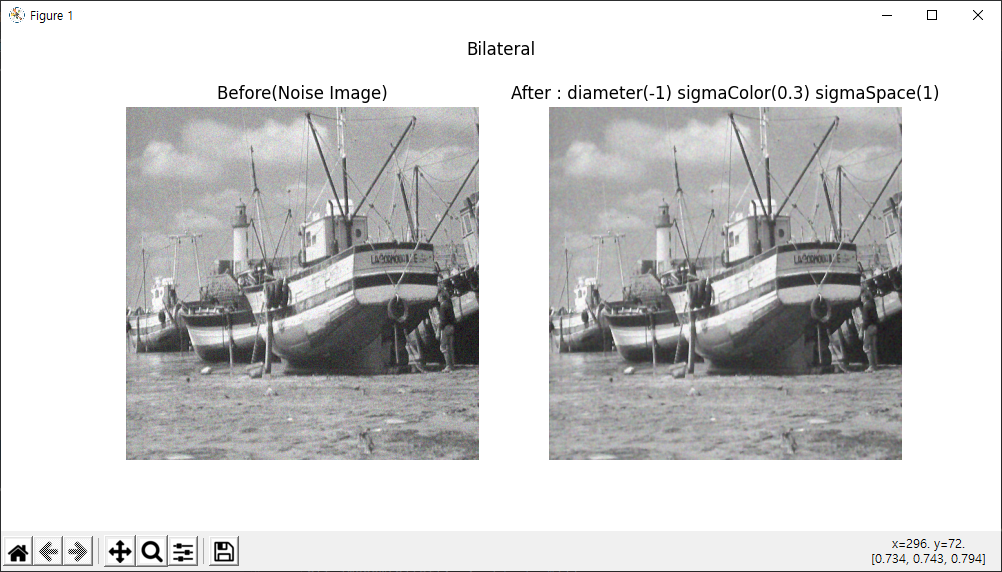 Figure 1
Bilateral
Before(Noise Image)
After : diameter(-1) sigmaColor(0.3) sigmaSpace(1)
x=296. y=72.
[0.734, 0.743, 0.794]